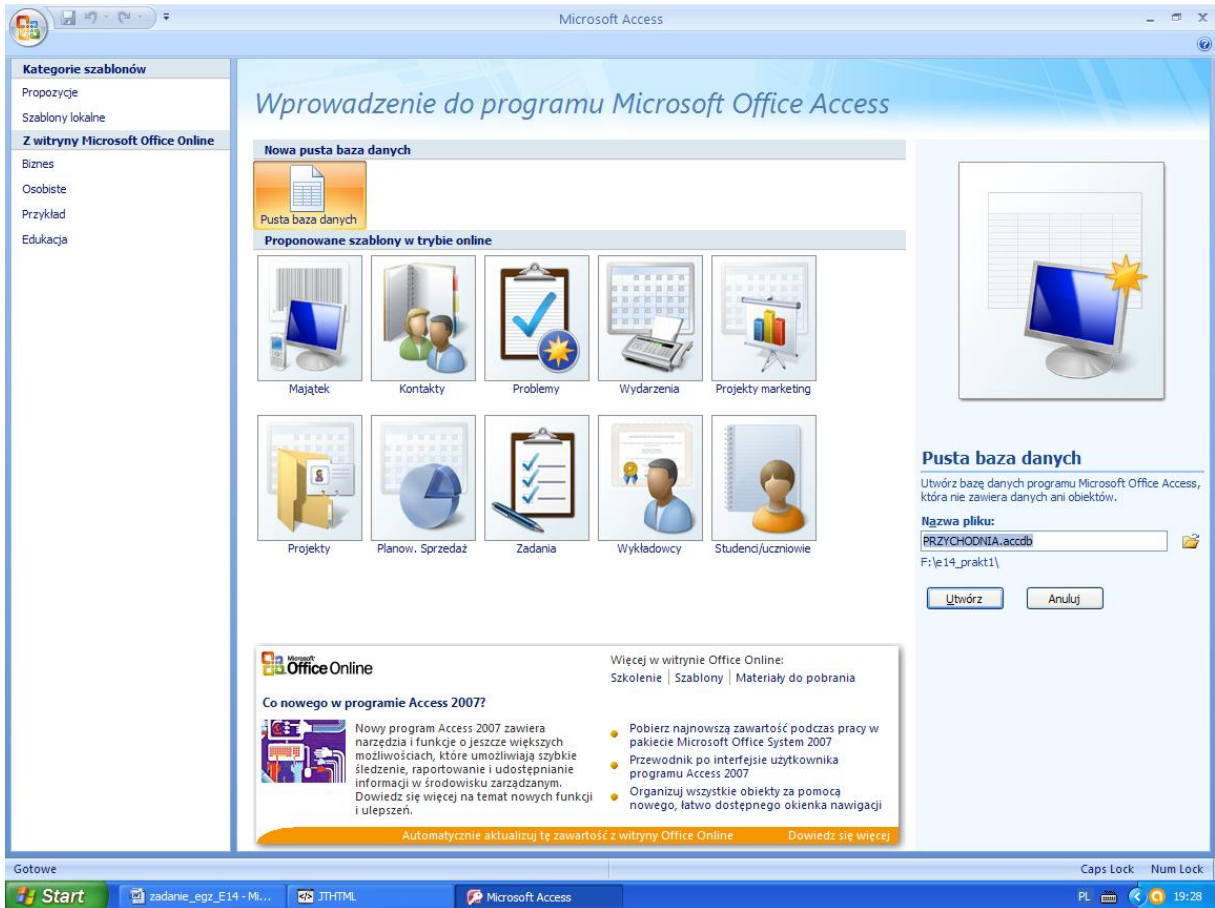 Microsoft Access
Kategorie szablonów
Propozycje
Szablony lokalne
Z witryny Microsoft Office Online
Biznes
Osobiste
Przykład
Edukacja
Wprowadzenie do programu Microsoft Office Access
Nowa pusta baza danych
Pusta baza danych
Proponowane szablony w trybie online
Majątek
Kontakty
Problemy
Wydarzenia
Projekty marketing
Projekty
Planow. Sprzedaż
Zadania
Wykładowcy
Studenci/uczniowie
Microsoft
Office Online
Więcej w witrynie Office Online:
Szkolenie | Szablony | Materiały do pobrania
Co nowego w programie Access 2007?
Nowy program Access 2007 zawiera
narzędzia i funkcje o jeszcze większych
możliwościach, które umożliwiają szybkie
śledzenie, raportowanie i udostępnianie
informacji w środowisku zarządzanym.
Dowiedz się więcej na temat nowych funkcji
i ulepszeń.
Pobierz najnowszą zawartość podczas pracy w
pakiecie Microsoft Office System 2007
Przewodnik po interfejsie użytkownika
programu Access 2007
Organizuj wszystkie obiekty za pomocą
nowego, łatwo dostępnego okienka nawigacji
Automatycznie aktualizuj tę zawartość z witryny Office Online
Dowiedz się więcej
Pusta baza danych
Utwórz bazę danych programu Microsoft Office Access,
która nie zawiera danych ani obiektów.
Nazwa pliku:
PRZYCHODNIA.accdb
F:\e14_prakt1\
Utwórz
Anuluj
Gotowe
Caps Lock
Num Lock
Start
zadanie_egz_E14 - Mi...
JTHTML
Microsoft Access
PL
19:28